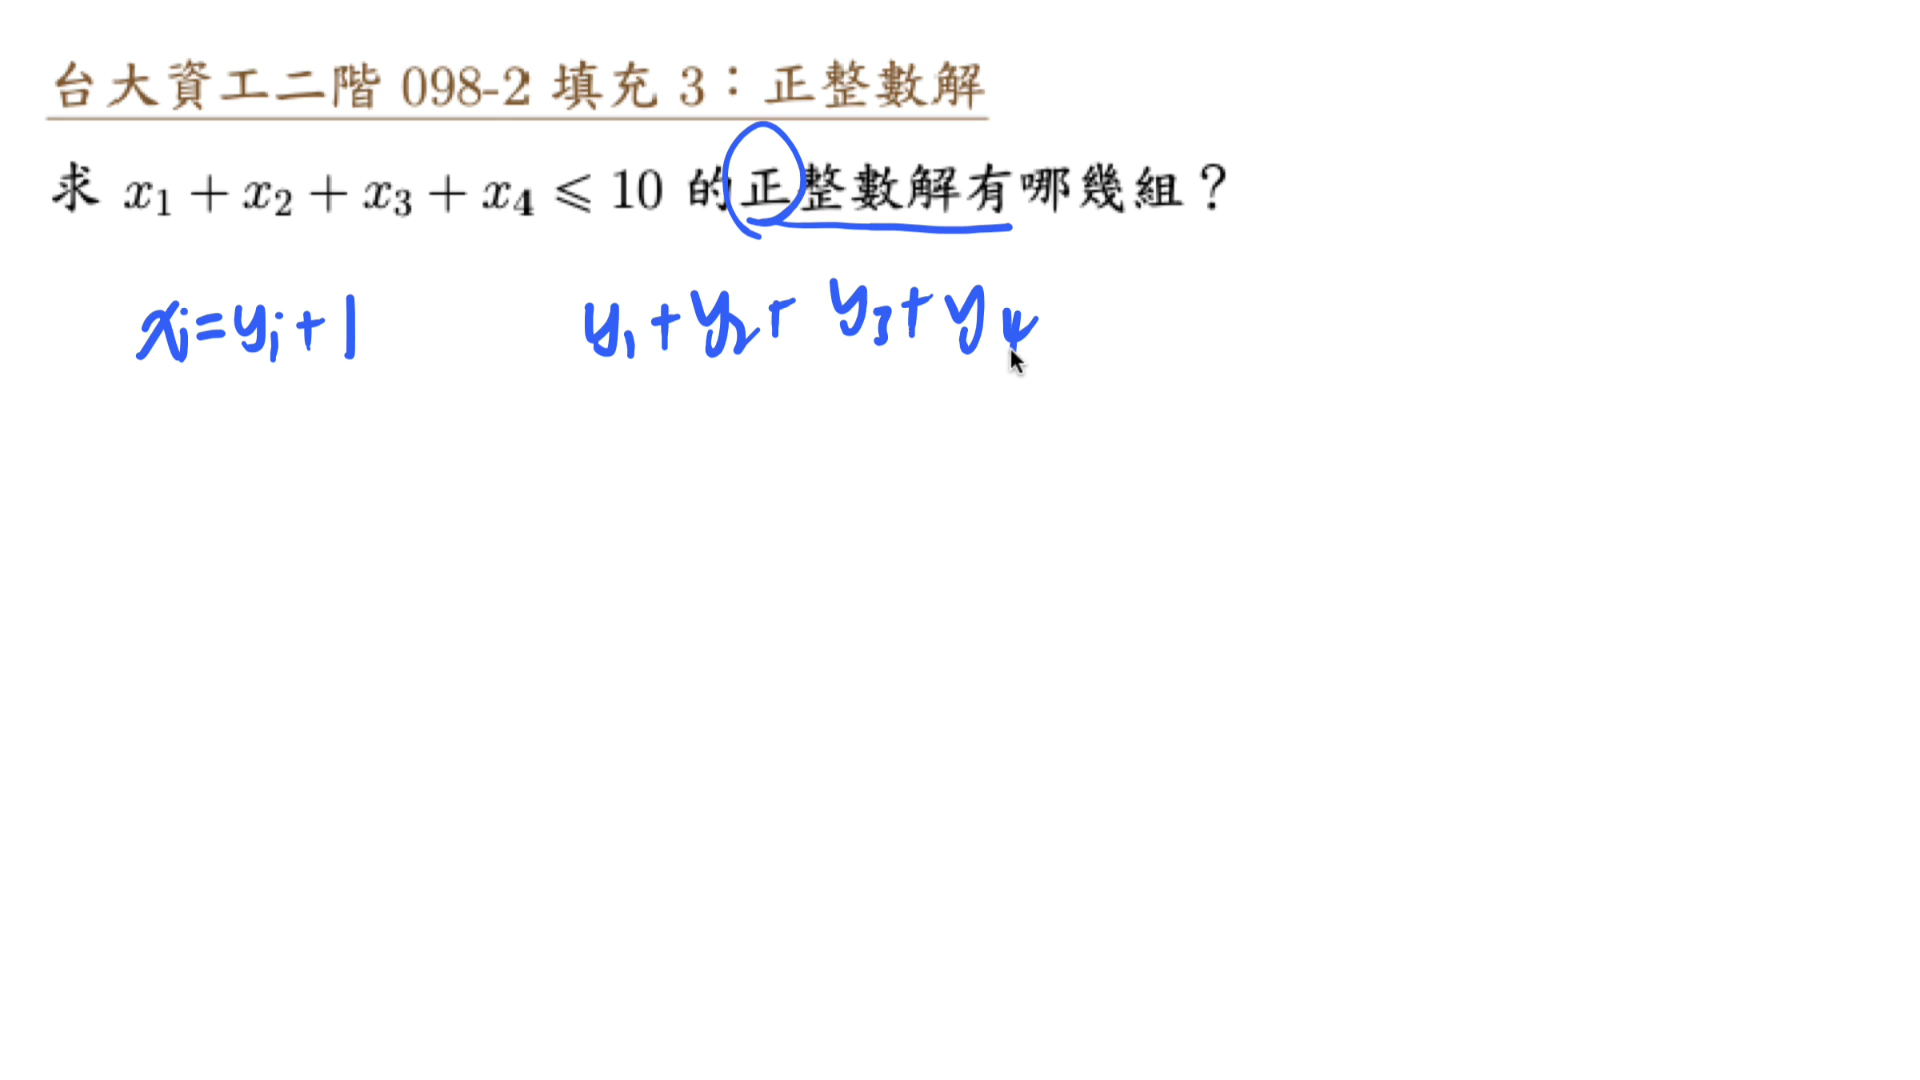 台大資工二階 098-2 填充 3：正整數解
求 x₁ + x₂ + x₃ + x₄ ⩽ 10 的正整數解有哪幾組？
xᵢ=yᵢ+1 y₁+y₂+y₃+y₄